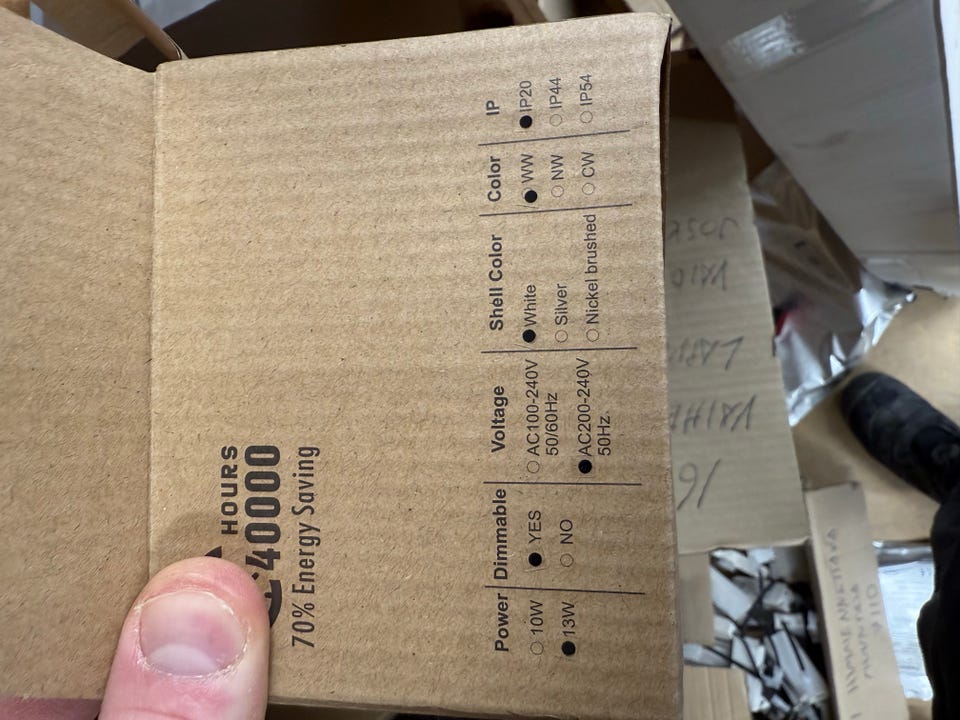 HOURS
40000
70% Energy Saving
Power
○ 10W
● 13W
Dimmable
● YES
○ NO
Voltage
○ AC100-240V
50/60Hz
● AC200-240V
50Hz
Shell Color
● White
○ Silver
○ Nickel brushed
Color
● WW
○ NW
○ CW
IP
● IP20
○ IP44
○ IP54
16